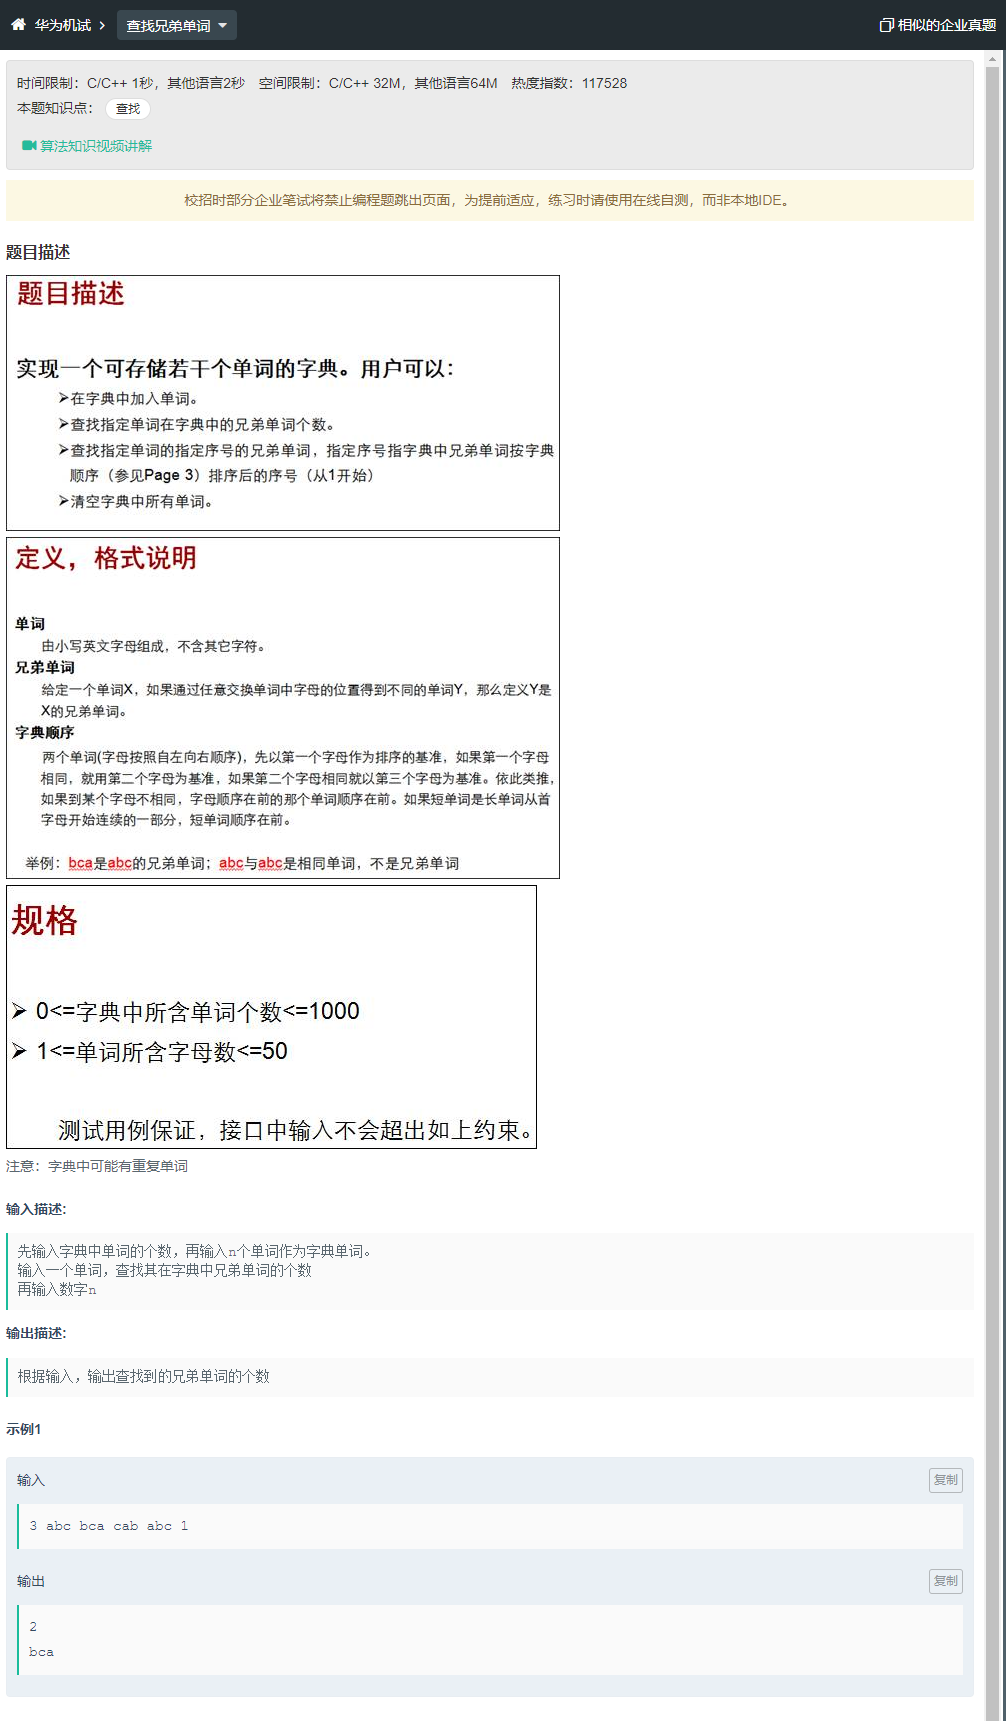 华为机试 > 查找兄弟单词 相似的企业真题
时间限制：C/C++ 1秒，其他语言2秒 空间限制：C/C++ 32M，其他语言64M 热度指数：117528
本题知识点： 查找
算法知识视频讲解
校招时部分企业笔试将禁止编程题跳出页面，为提前适应，练习时请使用在线自测，而非本地IDE。
题目描述
题目描述
实现一个可存储若干个单词的字典。用户可以：
➢在字典中加入单词。
➢查找指定单词在字典中的兄弟单词个数。
➢查找指定单词的指定序号的兄弟单词，指定序号指字典中兄弟单词按字典
顺序（参见Page 3）排序后的序号（从1开始）
➢清空字典中所有单词。
定义，格式说明
单词
由小写英文字母组成，不含其它字符。
兄弟单词
给定一个单词X，如果通过任意交换单词中字母的位置得到不同的单词Y，那么定义Y是
X的兄弟单词。
字典顺序
两个单词(字母按照自左向右顺序)，先以第一个字母作为排序的基准，如果第一个字母
相同，就用第二个字母为基准，如果第二个字母相同就以第三个字母为基准。依此类推，
如果到某个字母不相同，字母顺序在前的那个单词顺序在前。如果短单词是长单词从首
字母开始连续的一部分，短单词顺序在前。
举例：bca是abc的兄弟单词；abc与abc是相同单词，不是兄弟单词
规格
➢ 0<=字典中所含单词个数<=1000
➢ 1<=单词所含字母数<=50
测试用例保证，接口中输入不会超出如上约束。
注意：字典中可能有重复单词
输入描述:
先输入字典中单词的个数，再输入n个单词作为字典单词。
输入一个单词，查找其在字典中兄弟单词的个数
再输入数字n
输出描述:
根据输入，输出查找到的兄弟单词的个数
示例1
输入 复制
3 abc bca cab abc 1
输出 复制
2
bca